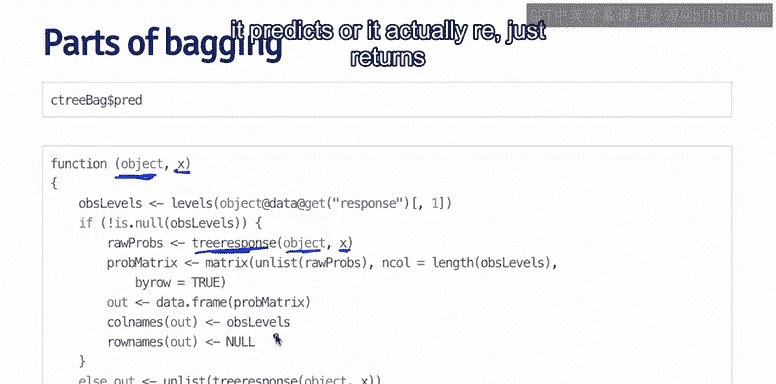 Parts of bagging
it predicts or it actually re, just
returns
ctreeBag$pred
function (object, x)
{
obsLevels <- levels(object@data@get("response")[, 1])
if (!is.null(obsLevels)) {
rawProbs <- treeresponse(object, x)
probMatrix <- matrix(unlist(rawProbs), ncol = length(obsLevels),
byrow = TRUE)
out <- data.frame(probMatrix)
colnames(out) <- obsLevels
rownames(out) <- NULL
}
else out <- unlist(treeresponse(object, x))